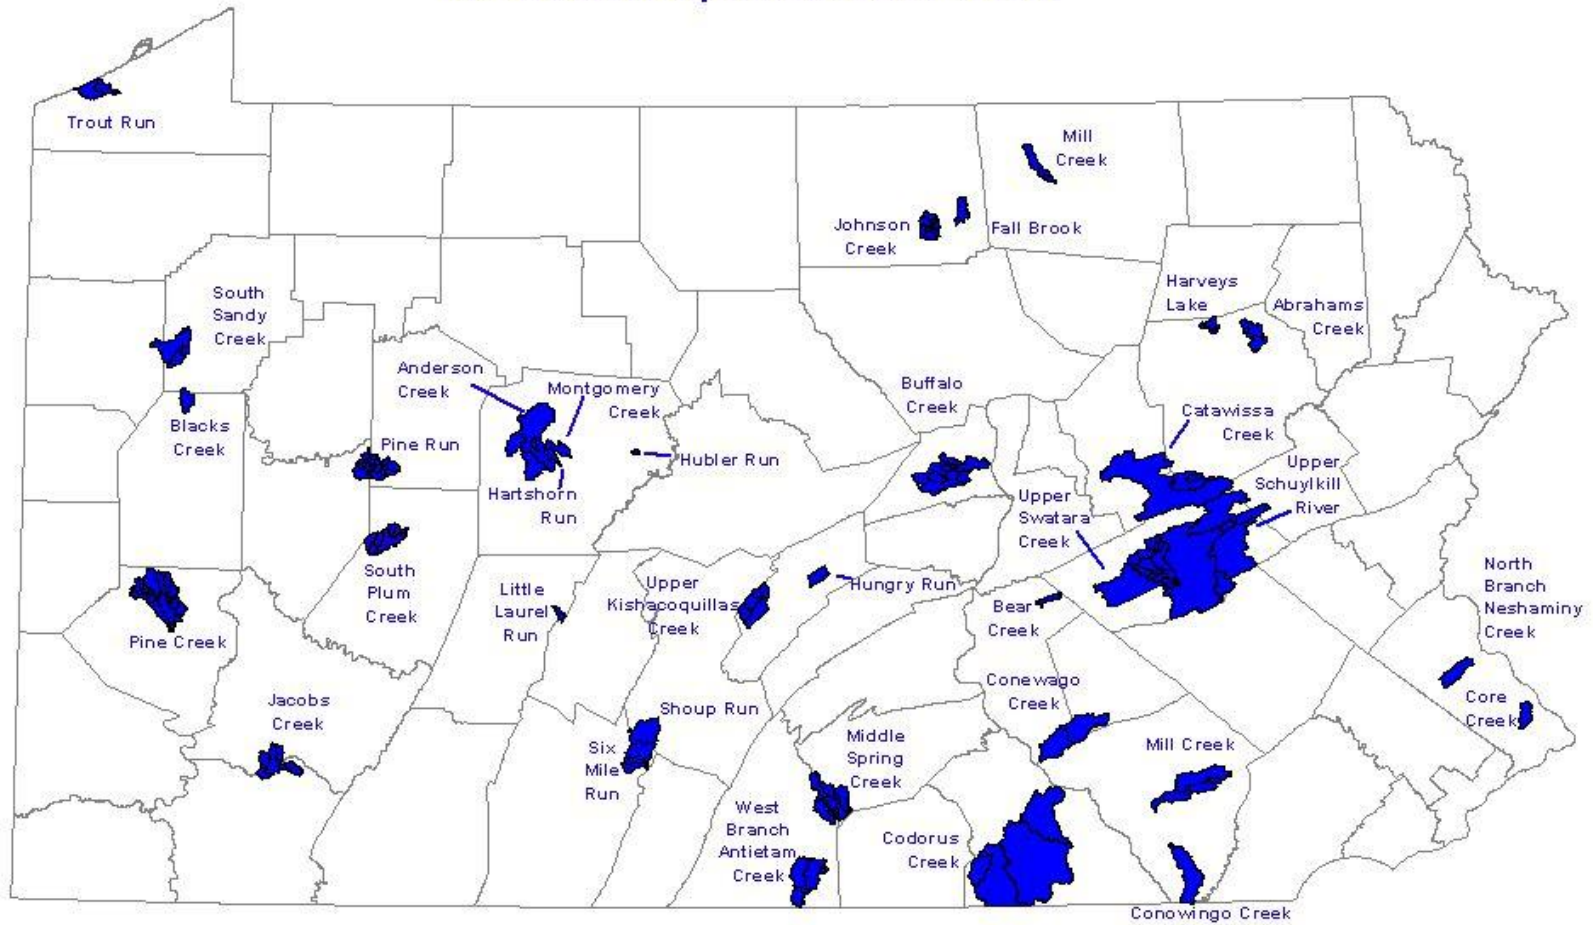 Trout Run
Mill
Creek
Johnson
Creek
Fall Brook
South
Sandy
Creek
Harveys
Lake
Abrahams
Creek
Anderson
Creek
Montgomery
Creek
Buffalo
Creek
Blacks
Creek
Catawissa
Creek
Pine Run
Hubler Run
Upper
Schuylkill
River
Hartshorn
Run
Upper
Swatara
Creek
South
Plum
Creek
Little
Laurel
Run
Upper
Kishacoquillas
Creek
Hungry Run
Bear
Creek
North
Branch
Neshaminy
Creek
Pine Creek
Jacobs
Creek
Shoup Run
Conewago
Creek
Core
Creek
Six
Mile
Run
Middle
Spring
Creek
Mill Creek
West
Branch
Antietam
Creek
Codorus
Creek
Conowingo Creek